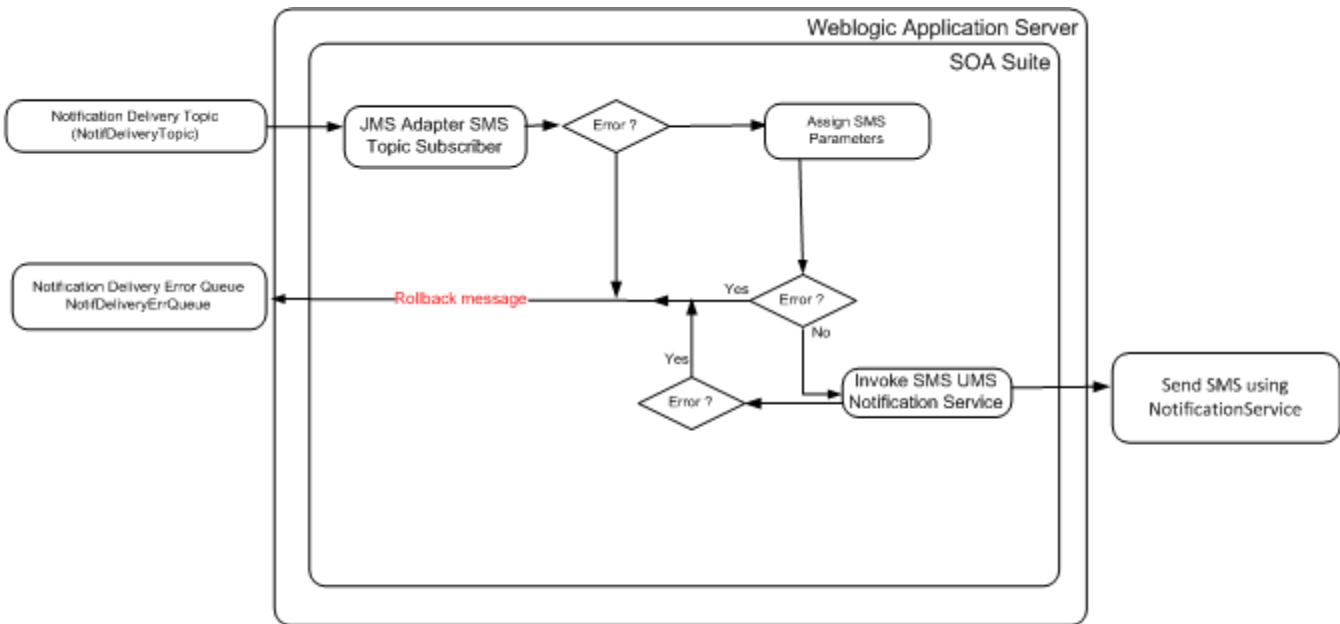 Weblogic Application Server
SOA Suite
Notification Delivery Topic
(NotifDeliveryTopic)
JMS Adapter SMS
Topic Subscriber
Error ?
Assign SMS
Parameters
Notification Delivery Error Queue
NotifDeliveryErrQueue
Rollback message
Yes
Error ?
No
Yes
Error ?
Invoke SMS UMS
Notification Service
Send SMS using
NotificationService